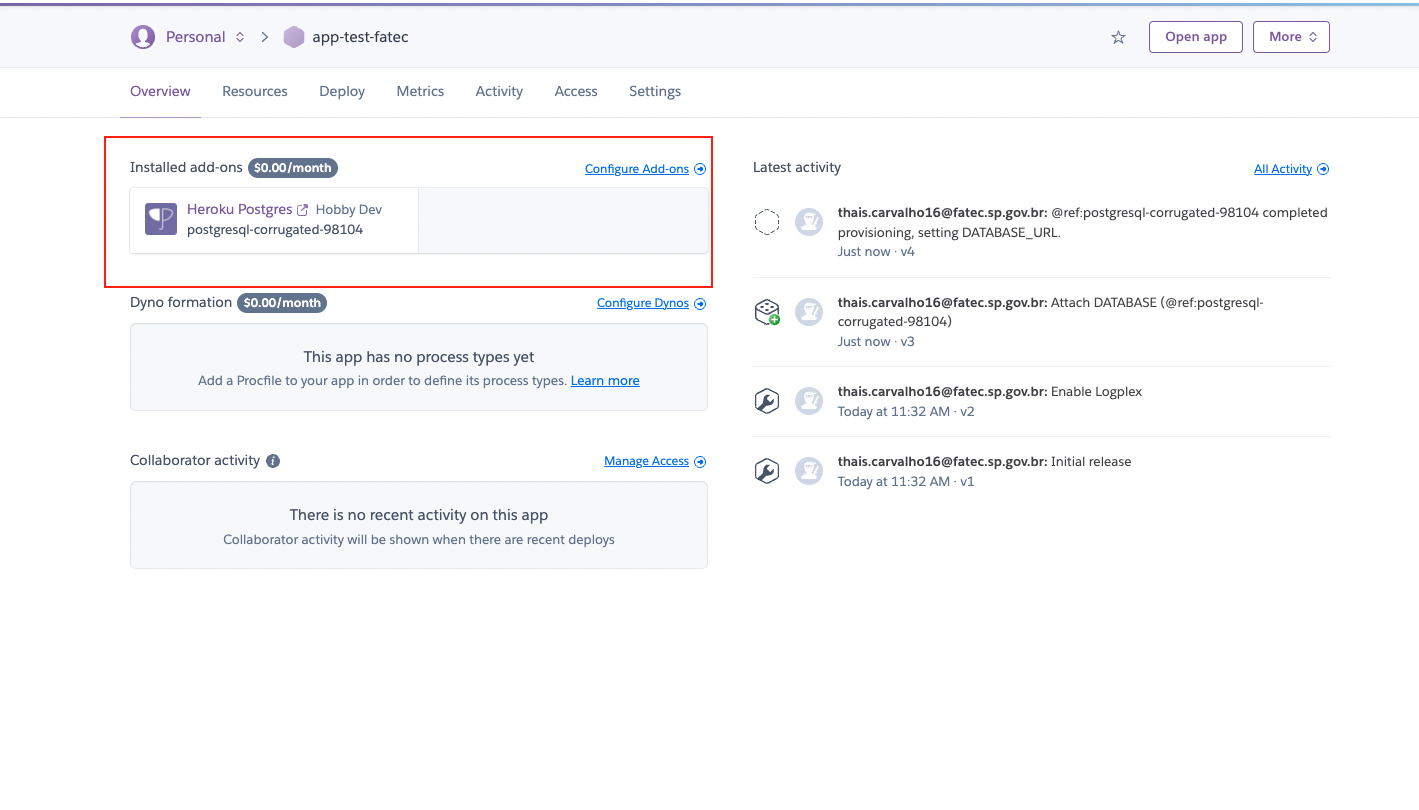 Personal
app-test-fatec
Open app
More
Overview
Resources
Deploy
Metrics
Activity
Access
Settings
Installed add-ons $0.00/month
Configure Add-ons
Heroku Postgres Hobby Dev
postgresql-corrugated-98104
Dyno formation $0.00/month
Configure Dynos
This app has no process types yet
Add a Procfile to your app in order to define its process types. Learn more
Collaborator activity
Manage Access
There is no recent activity on this app
Collaborator activity will be shown when there are recent deploys
Latest activity
All Activity
thais.carvalho16@fatec.sp.gov.br: @ref:postgresql-corrugated-98104 completed
provisioning, setting DATABASE_URL.
Just now · v4
thais.carvalho16@fatec.sp.gov.br: Attach DATABASE (@ref:postgresql-
corrugated-98104)
Just now · v3
thais.carvalho16@fatec.sp.gov.br: Enable Logplex
Today at 11:32 AM · v2
thais.carvalho16@fatec.sp.gov.br: Initial release
Today at 11:32 AM · v1